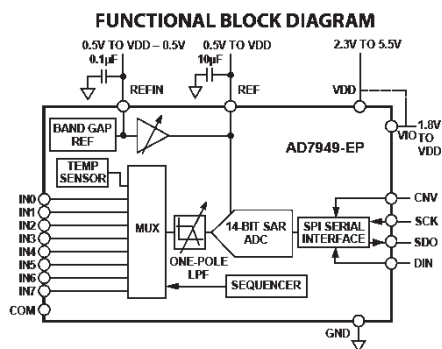 FUNCTIONAL BLOCK DIAGRAM
0.5V TO VDD – 0.5V
0.5V TO VDD
2.3V TO 5.5V
0.1µF
10µF
REFIN
REF
VDD
BAND GAP
REF
VIO
1.8V
TO
VDD
AD7949-EP
TEMP
SENSOR
IN0
IN1
IN2
IN3
IN4
IN5
IN6
IN7
COM
MUX
ONE-POLE
LPF
14-BIT SAR
ADC
SPI SERIAL
INTERFACE
CNV
SCK
SDO
DIN
SEQUENCER
GND